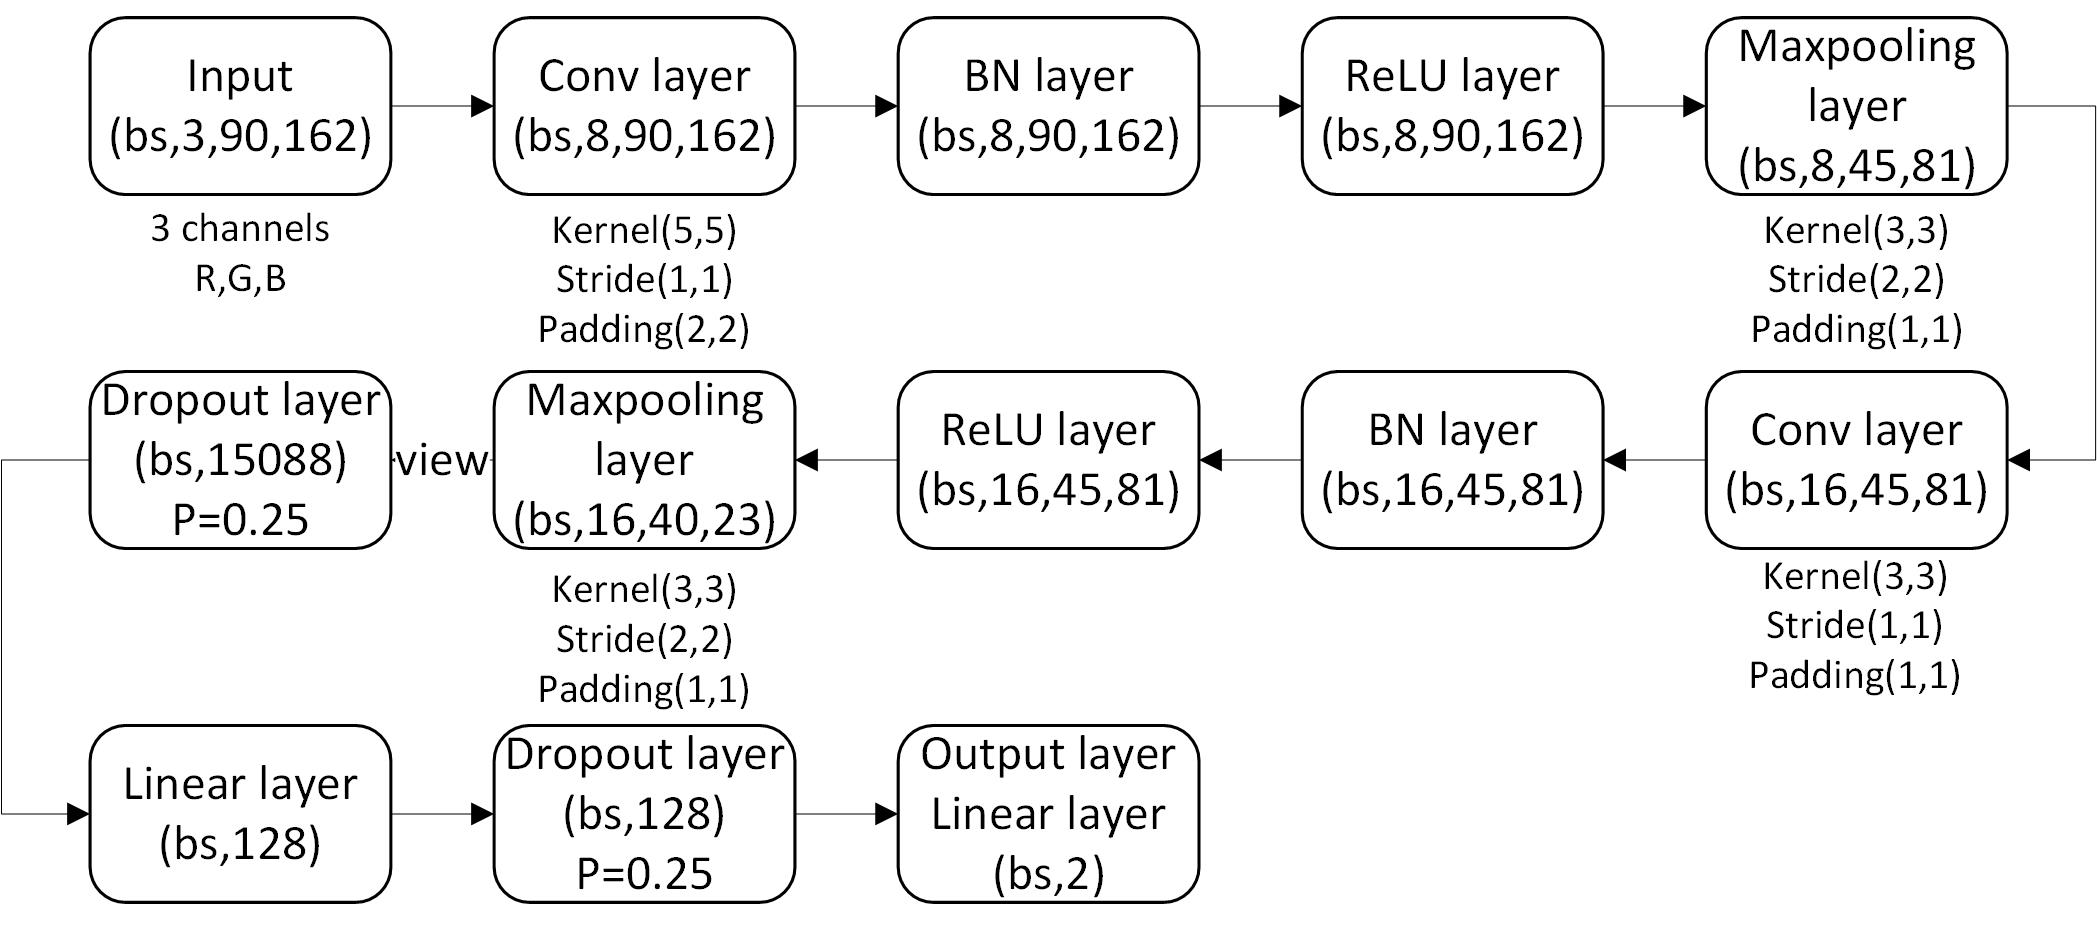 Input
(bs,3,90,162)
3 channels
R,G,B
Conv layer
(bs,8,90,162)
Kernel(5,5)
Stride(1,1)
Padding(2,2)
BN layer
(bs,8,90,162)
ReLU layer
(bs,8,90,162)
Maxpooling
layer
(bs,8,45,81)
Kernel(3,3)
Stride(2,2)
Padding(1,1)
Conv layer
(bs,16,45,81)
Kernel(3,3)
Stride(1,1)
Padding(1,1)
BN layer
(bs,16,45,81)
ReLU layer
(bs,16,45,81)
Maxpooling
layer
(bs,16,40,23)
Kernel(3,3)
Stride(2,2)
Padding(1,1)
view
Dropout layer
(bs,15088)
P=0.25
Linear layer
(bs,128)
Dropout layer
(bs,128)
P=0.25
Output layer
Linear layer
(bs,2)